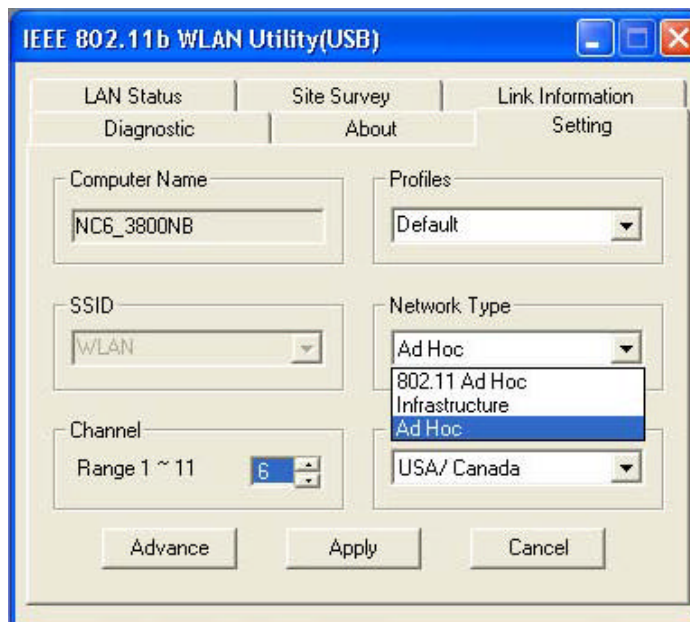 IEEE 802.11b WLAN Utility(USB)
LAN Status
Site Survey
Link Information
Diagnostic
About
Setting
Computer Name
NC6_3800NB
Profiles
Default
SSID
WLAN
Network Type
Ad Hoc
802.11 Ad Hoc
Infrastructure
Ad Hoc
Channel
Range 1 ~ 11
6
USA/ Canada
Advance
Apply
Cancel